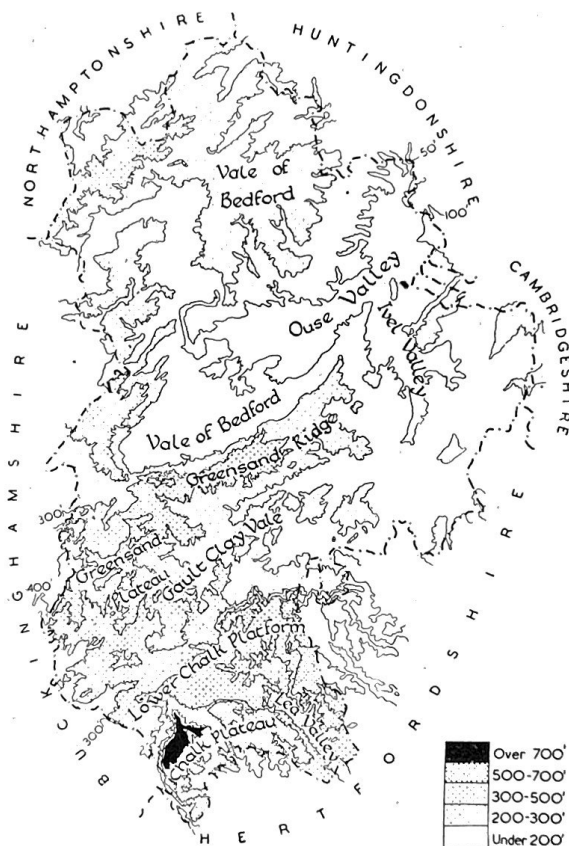 NORTHAMPTONSHIRE
HUNTINGDONSHIRE
50'
Vale of
Bedford
100'
CAMBRIDGESHIRE
Ouse Valley
Ivel Valley
Vale of Bedford
Greensand Ridge
BUCKINGHAMSHIRE
300'
Greensand
Plateau
Gault Clay Vale
400'
Lower Chalk Platform
300'
Lea Valley
Chalk Plateau
HERTFORDSHIRE
Over 700'
500-700'
300-500'
200-300'
Under 200'